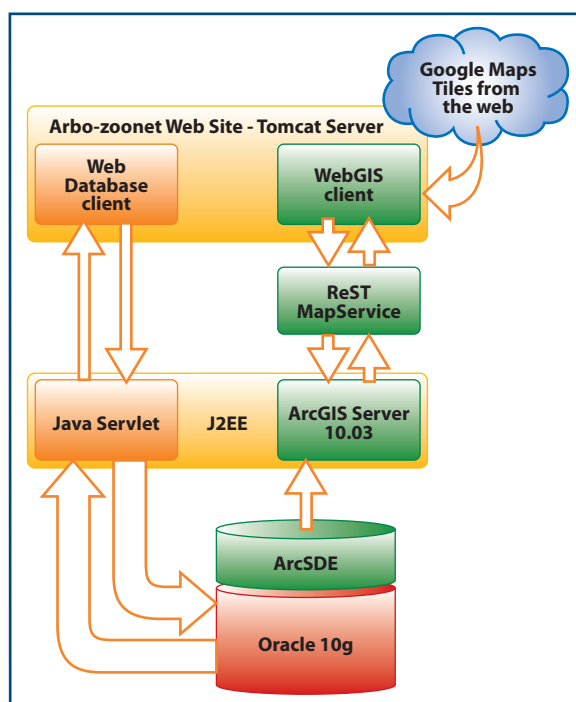 Google Maps
Tiles from
the web
Arbo-zoonet Web Site - Tomcat Server
Web
Database
client
WebGIS
client
ReST
MapService
Java Servlet
J2EE
ArcGIS Server
10.03
ArcSDE
Oracle 10g